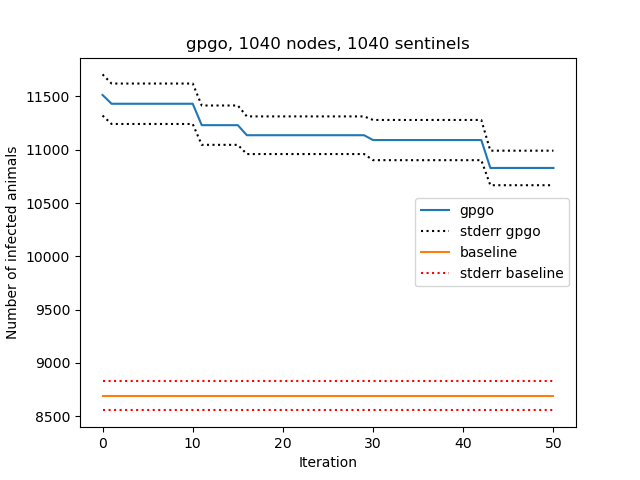 gpgo, 1040 nodes, 1040 sentinels
Number of infected animals
11500
11000
10500
10000
9500
9000
8500
gpgo
stderr gpgo
baseline
stderr baseline
0 10 20 30 40 50
Iteration